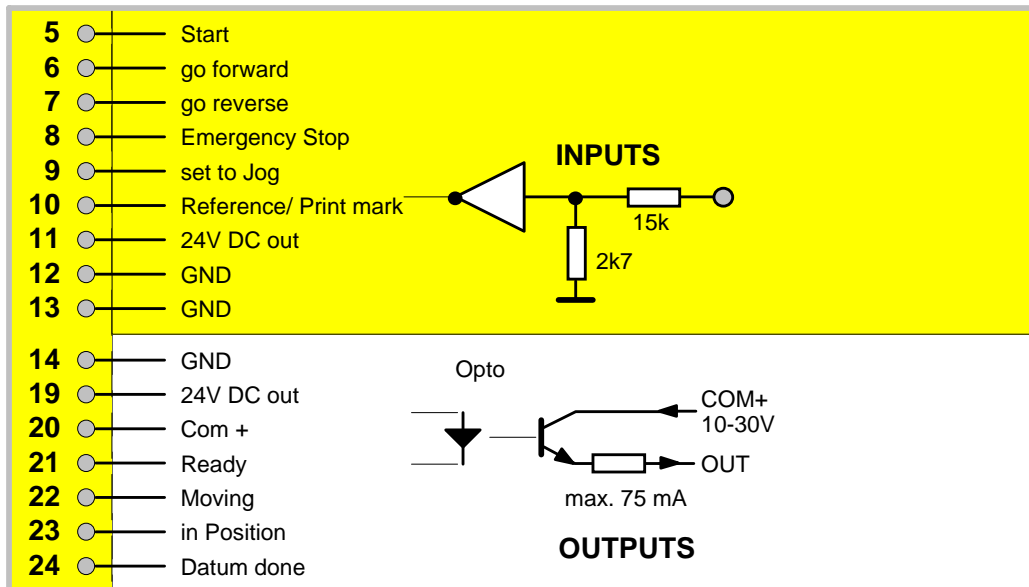 5 Start
6 go forward
7 go reverse
8 Emergency Stop
9 set to Jog
10 Reference/ Print mark
11 24V DC out
12 GND
13 GND
INPUTS
15k
2k7
14 GND
19 24V DC out
20 Com +
21 Ready
22 Moving
23 in Position
24 Datum done
Opto
COM+
10-30V
OUT
max. 75 mA
OUTPUTS